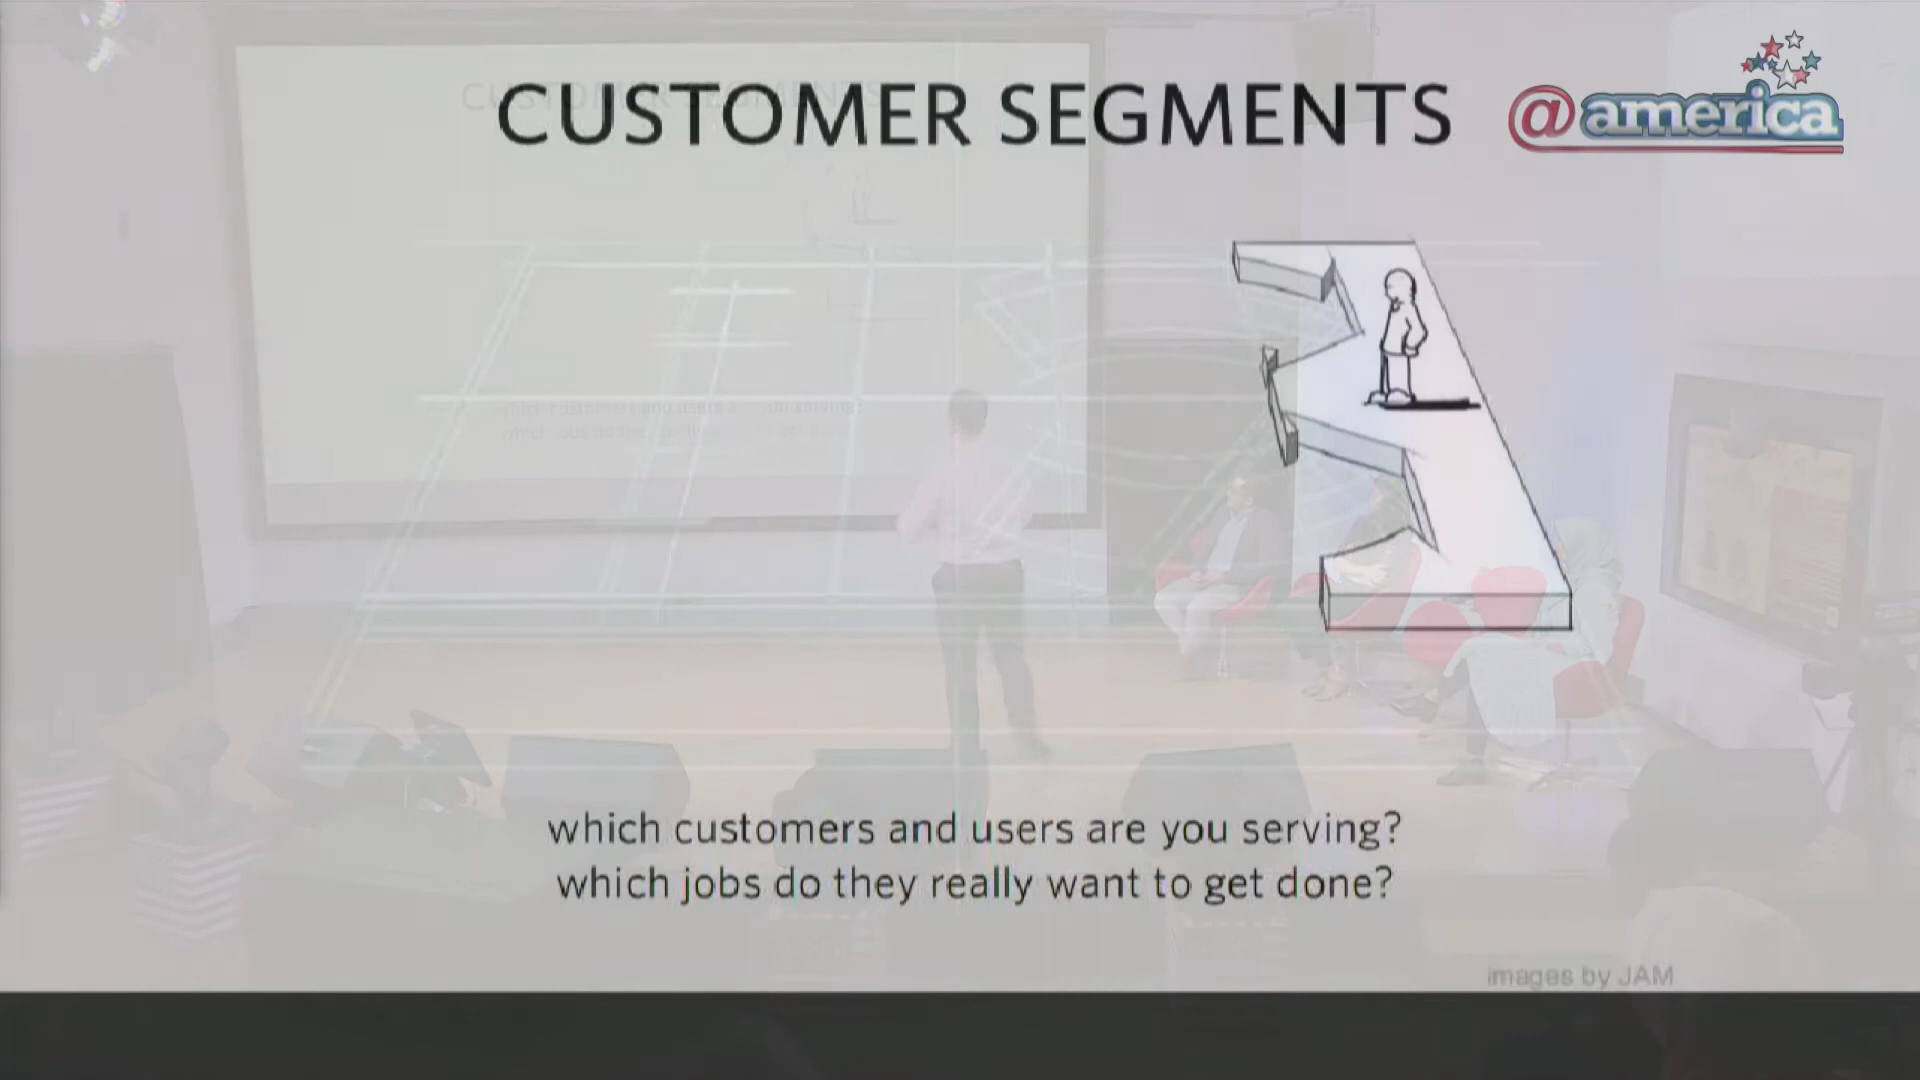 CUSTOMER SEGMENTS
@america
which customers and users are you serving?
which jobs do they really want to get done?
images by JAM